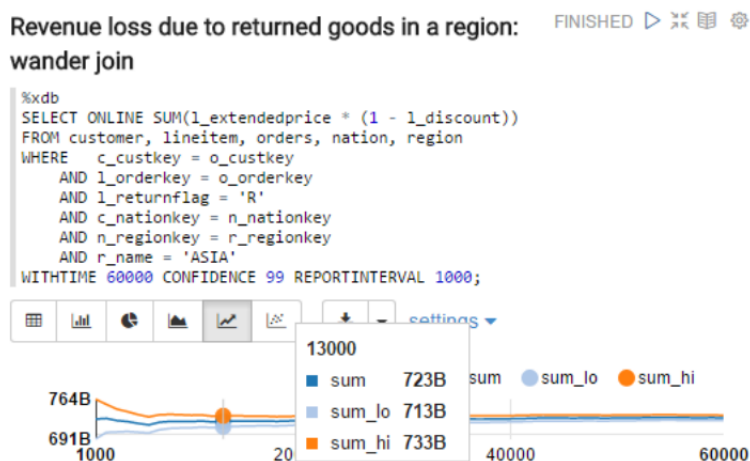 Revenue loss due to returned goods in a region:
wander join
FINISHED
%xdb
SELECT ONLINE SUM(l_extendedprice * (1 - l_discount))
FROM customer, lineitem, orders, nation, region
WHERE   c_custkey = o_custkey
    AND l_orderkey = o_orderkey
    AND l_returnflag = 'R'
    AND c_nationkey = n_nationkey
    AND n_regionkey = r_regionkey
    AND r_name = 'ASIA'
WITHTIME 60000 CONFIDENCE 99 REPORTINTERVAL 1000;
settings
13000
sum 723B
sum_lo 713B
sum_hi 733B
sum sum_lo sum_hi
764B
691B
1000 20 40000 60000